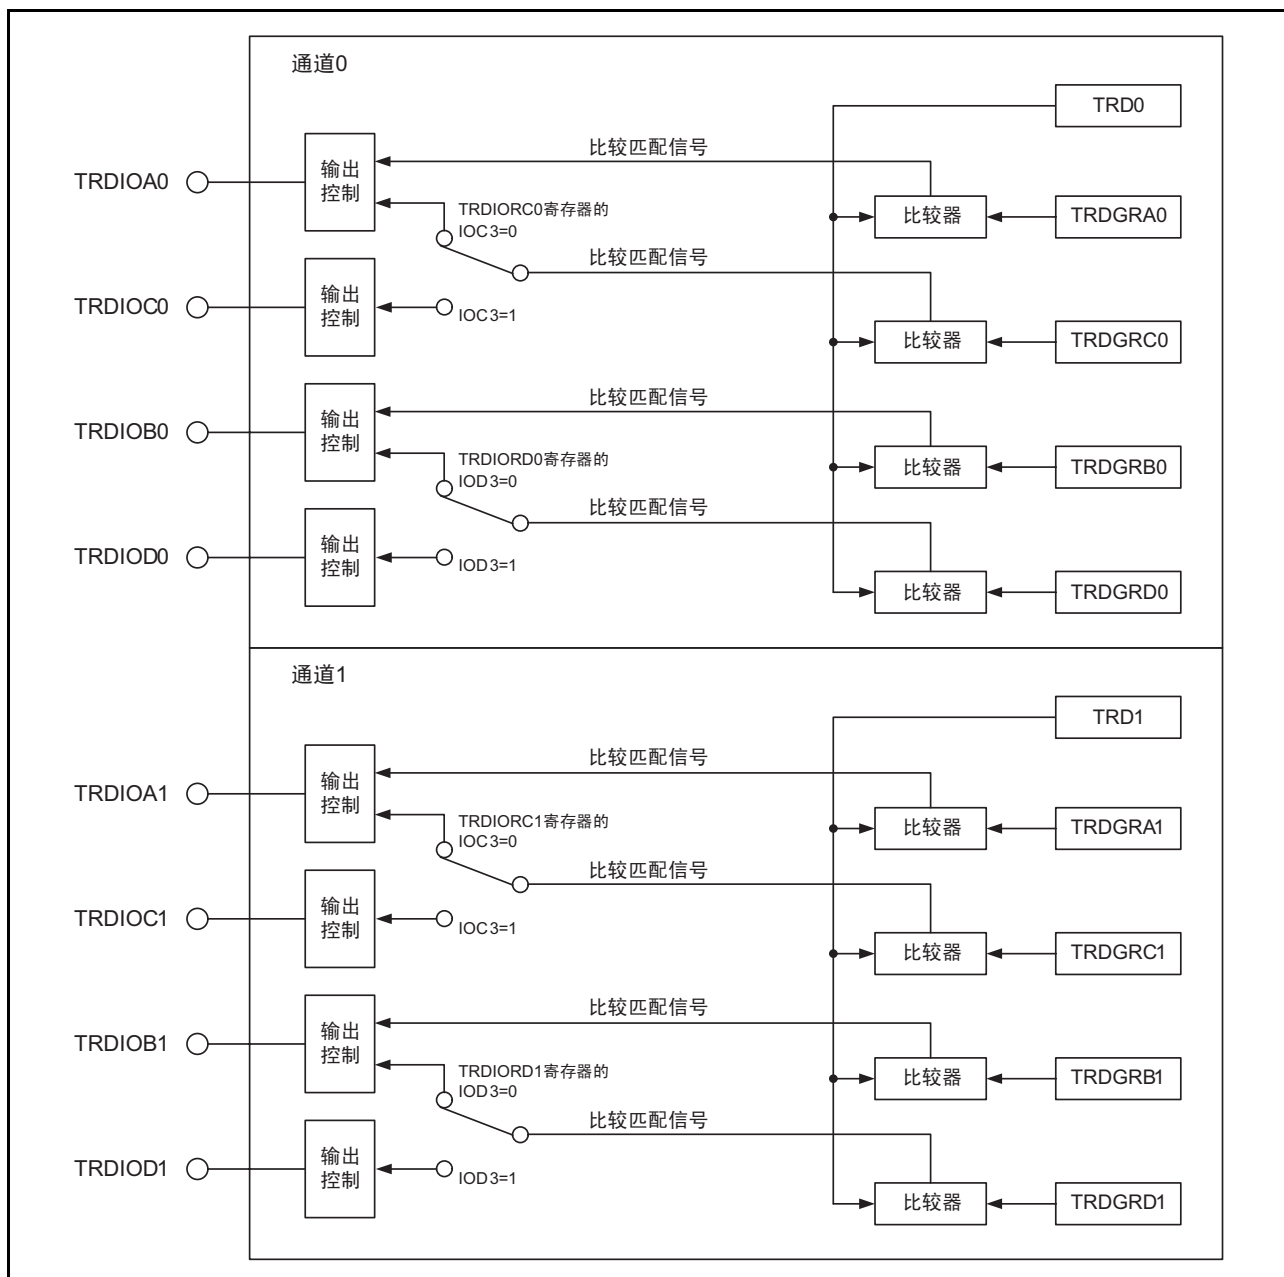 通道0
TRD0
比较匹配信号
输出
控制
TRDIOA0
TRDIORC0寄存器的
IOC3=0
比较器
TRDGRA0
比较匹配信号
输出
控制
TRDIOC0
IOC3=1
比较器
TRDGRC0
比较匹配信号
输出
控制
TRDIOB0
TRDIORD0寄存器的
IOD3=0
比较器
TRDGRB0
比较匹配信号
输出
控制
TRDIOD0
IOD3=1
比较器
TRDGRD0
通道1
TRD1
比较匹配信号
输出
控制
TRDIOA1
TRDIORC1寄存器的
IOC3=0
比较器
TRDGRA1
比较匹配信号
输出
控制
TRDIOC1
IOC3=1
比较器
TRDGRC1
比较匹配信号
输出
控制
TRDIOB1
TRDIORD1寄存器的
IOD3=0
比较器
TRDGRB1
比较匹配信号
输出
控制
TRDIOD1
IOD3=1
比较器
TRDGRD1